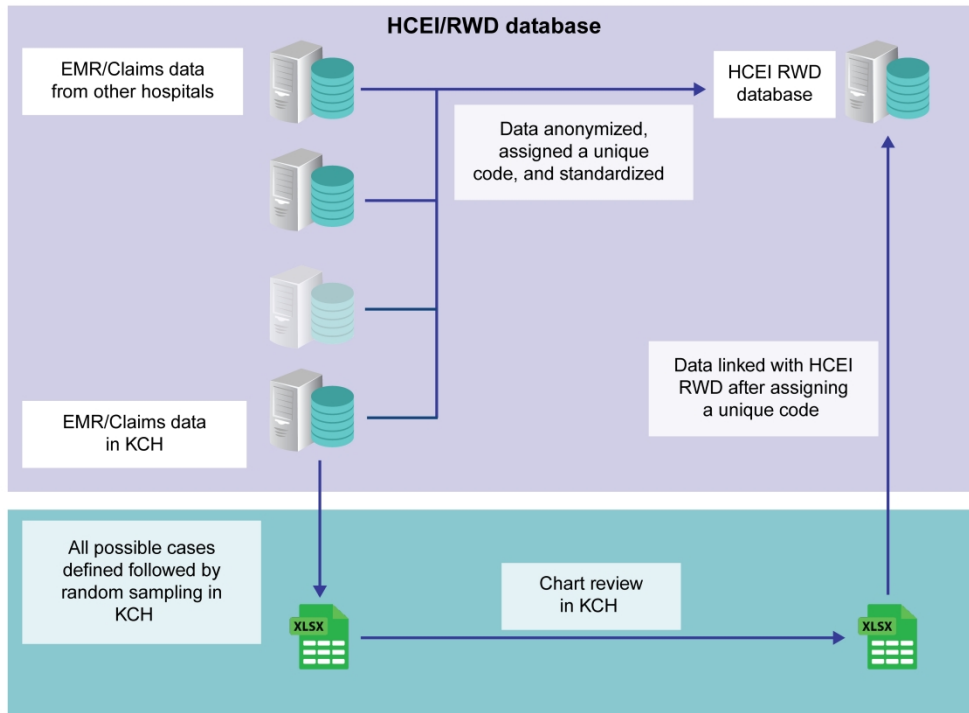 HCEI/RWD database
EMR/Claims data
from other hospitals
HCEI RWD
database
Data anonymized,
assigned a unique
code, and standardized
Data linked with HCEI
RWD after assigning
a unique code
EMR/Claims data
in KCH
All possible cases
defined followed by
random sampling in
KCH
Chart review
in KCH
XLSX
XLSX